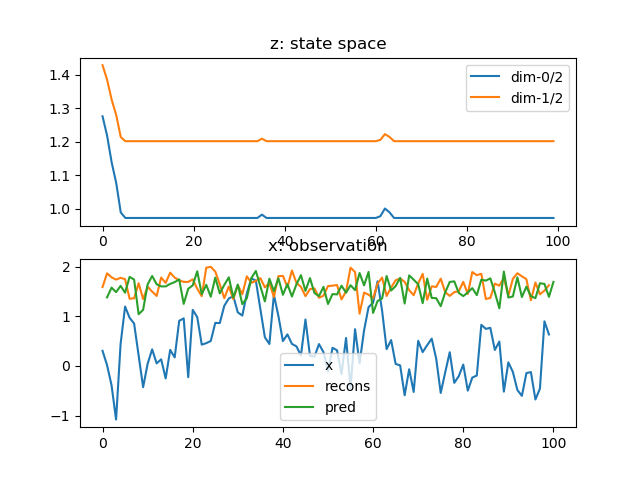 z: state space
1.4
1.3
1.2
1.1
1.0
dim-0/2
dim-1/2
0 20 40 60 80 100
x: observation
2
1
0
−1
x
recons
pred
0 20 40 60 80 100